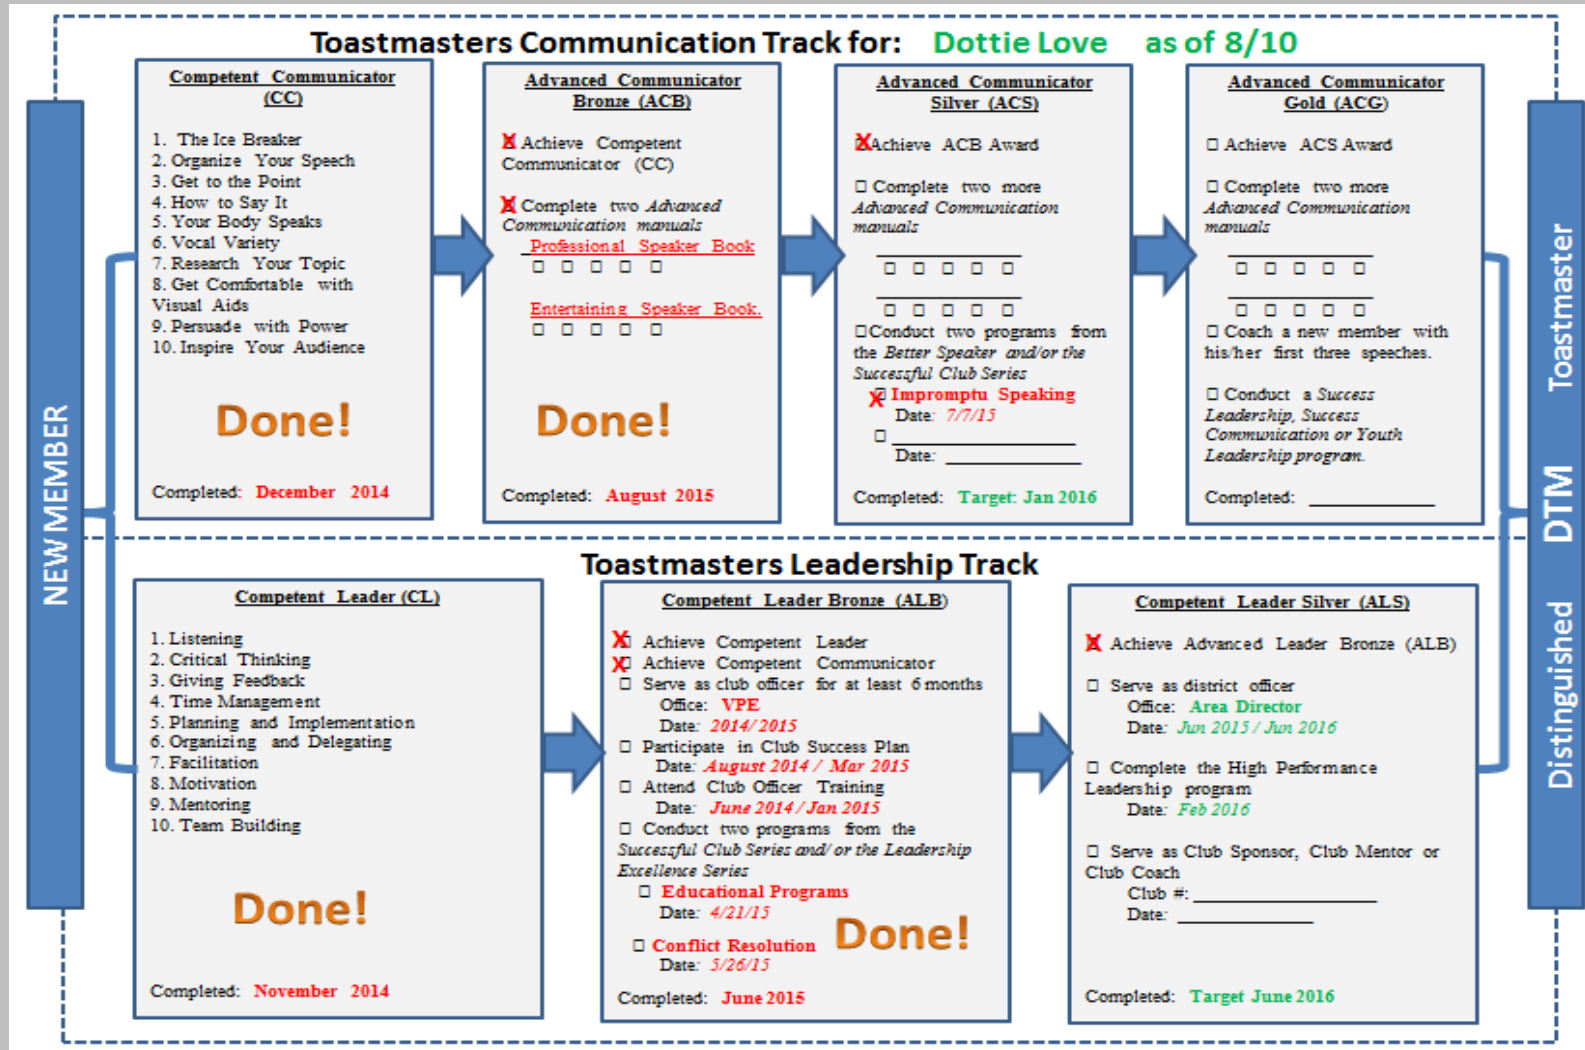 Toastmasters Communication Track for: Dottie Love as of 8/10
NEW MEMBER
Competent Communicator
(CC)
1. The Ice Breaker
2. Organize Your Speech
3. Get to the Point
4. How to Say It
5. Your Body Speaks
6. Vocal Variety
7. Research Your Topic
8. Get Comfortable with
Visual Aids
9. Persuade with Power
10. Inspire Your Audience
Done!
Completed: December 2014
Advanced Communicator
Bronze (ACB)
X☐ Achieve Competent
Communicator (CC)
X☐ Complete two Advanced
Communication manuals
Professional Speaker Book
☐ ☐ ☐ ☐ ☐
Entertaining Speaker Book.
☐ ☐ ☐ ☐ ☐
Done!
Completed: August 2015
Advanced Communicator
Silver (ACS)
X☐Achieve ACB Award
☐ Complete two more
Advanced Communication
manuals
____________
☐ ☐ ☐ ☐ ☐
____________
☐ ☐ ☐ ☐ ☐
☐Conduct two programs from
the Better Speaker and/or the
Successful Club Series
X☐ Impromptu Speaking
Date: 7/7/15
☐ ____________
Date: ____________
Completed: Target: Jan 2016
Advanced Communicator
Gold (ACG)
☐ Achieve ACS Award
☐ Complete two more
Advanced Communication
manuals
____________
☐ ☐ ☐ ☐ ☐
____________
☐ ☐ ☐ ☐ ☐
☐ Coach a new member with
his/her first three speeches.
☐ Conduct a Success
Leadership, Success
Communication or Youth
Leadership program.
Completed: ____________
Distinguished DTM Toastmaster
Toastmasters Leadership Track
Competent Leader (CL)
1. Listening
2. Critical Thinking
3. Giving Feedback
4. Time Management
5. Planning and Implementation
6. Organizing and Delegating
7. Facilitation
8. Motivation
9. Mentoring
10. Team Building
Done!
Completed: November 2014
Competent Leader Bronze (ALB)
X☐ Achieve Competent Leader
X☐ Achieve Competent Communicator
☐ Serve as club officer for at least 6 months
Office: VPE
Date: 2014/2015
☐ Participate in Club Success Plan
Date: August 2014 / Mar 2015
☐ Attend Club Officer Training
Date: June 2014 / Jan 2015
☐ Conduct two programs from the
Successful Club Series and/or the Leadership
Excellence Series
☐ Educational Programs
Date: 4/21/15
☐ Conflict Resolution
Date: 5/26/15
Done!
Completed: June 2015
Competent Leader Silver (ALS)
X☐ Achieve Advanced Leader Bronze (ALB)
☐ Serve as district officer
Office: Area Director
Date: Jun 2015 / Jun 2016
☐ Complete the High Performance
Leadership program
Date: Feb 2016
☐ Serve as Club Sponsor, Club Mentor or
Club Coach
Club #: ____________
Date: ____________
Completed: Target June 2016